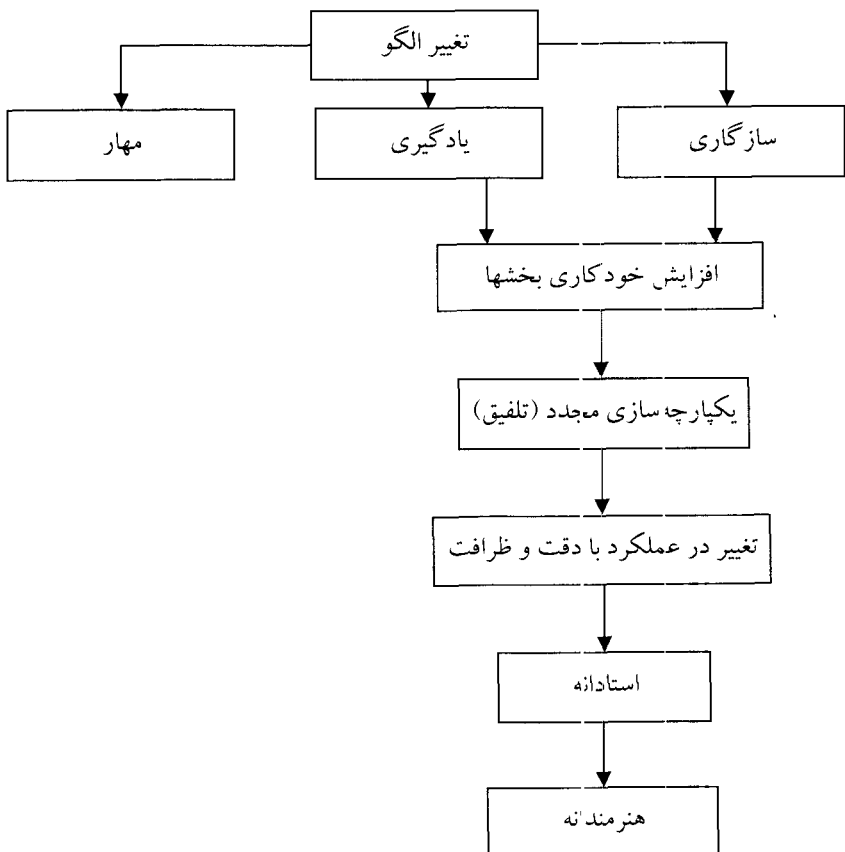 تغییر الگو
سازگاری
یادگیری
مهار
افزایش خودکاری بخشها
یکپارچه سازی مجدد (تلفیق)
تغییر در عملکرد با دقت و ظرافت
استادانه
هنرمندانه